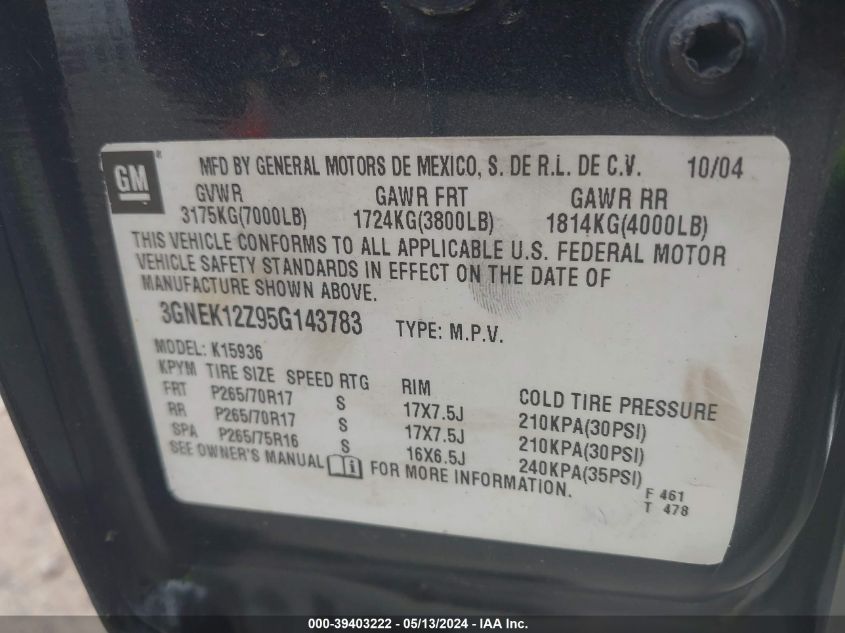 GM
MFD BY GENERAL MOTORS DE MEXICO, S. DE R.L. DE C.V. 10/04
GVWR GAWR FRT GAWR RR
3175KG(7000LB) 1724KG(3800LB) 1814KG(4000LB)
THIS VEHICLE CONFORMS TO ALL APPLICABLE U.S. FEDERAL MOTOR
VEHICLE SAFETY STANDARDS IN EFFECT ON THE DATE OF
MANUFACTURE SHOWN ABOVE.
3GNEK12Z95G143783 TYPE: M.P.V.
MODEL: K15936
KPYM TIRE SIZE SPEED RTG RIM COLD TIRE PRESSURE
FRT P265/70R17 S 17X7.5J 210KPA(30PSI)
RR P265/70R17 S 17X7.5J 210KPA(30PSI)
SPA P265/75R16 S 16X6.5J 240KPA(35PSI)
SEE OWNER'S MANUAL FOR MORE INFORMATION.
F 461
T 478
000-39403222 - 05/13/2024 - IAA Inc.